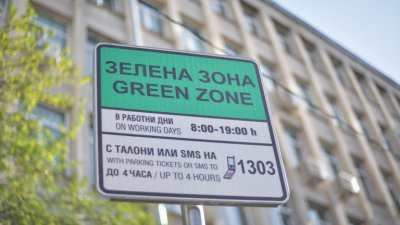 ЗЕЛЕНА ЗОНА
GREEN ZONE
В РАБОТНИ ДНИ
ON WORKING DAYS 8:00-19:00 h
С ТАЛОНИ ИЛИ SMS НА
WITH PARKING TICKETS OR SMS TO 1303
ДО 4 ЧАСА / UP TO 4 HOURS